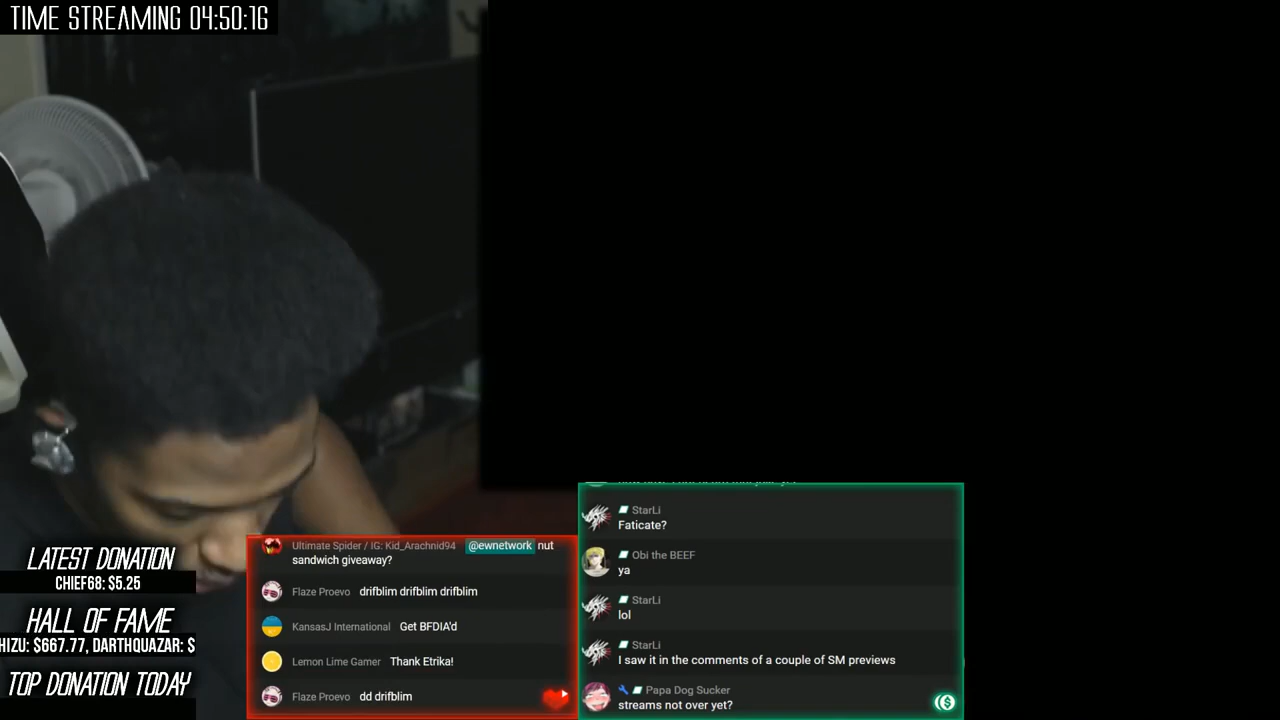 TIME STREAMING 04:50:16
LATEST DONATION
CHIEF68: $5.25
HALL OF FAME
HIZU: $667.77, DARTHQUAZAR: $
TOP DONATION TODAY
Ultimate Spider / IG: Kid_Arachnid94 @ewnetwork nut
sandwich giveaway?
Flaze Proevo drifblim drifblim drifblim
KansasJ International Get BFDIA'd
Lemon Lime Gamer Thank Etrika!
Flaze Proevo dd drifblim
StarLi
Faticate?
Obi the BEEF
ya
StarLi
lol
StarLi
I saw it in the comments of a couple of SM previews
Papa Dog Sucker
streams not over yet?